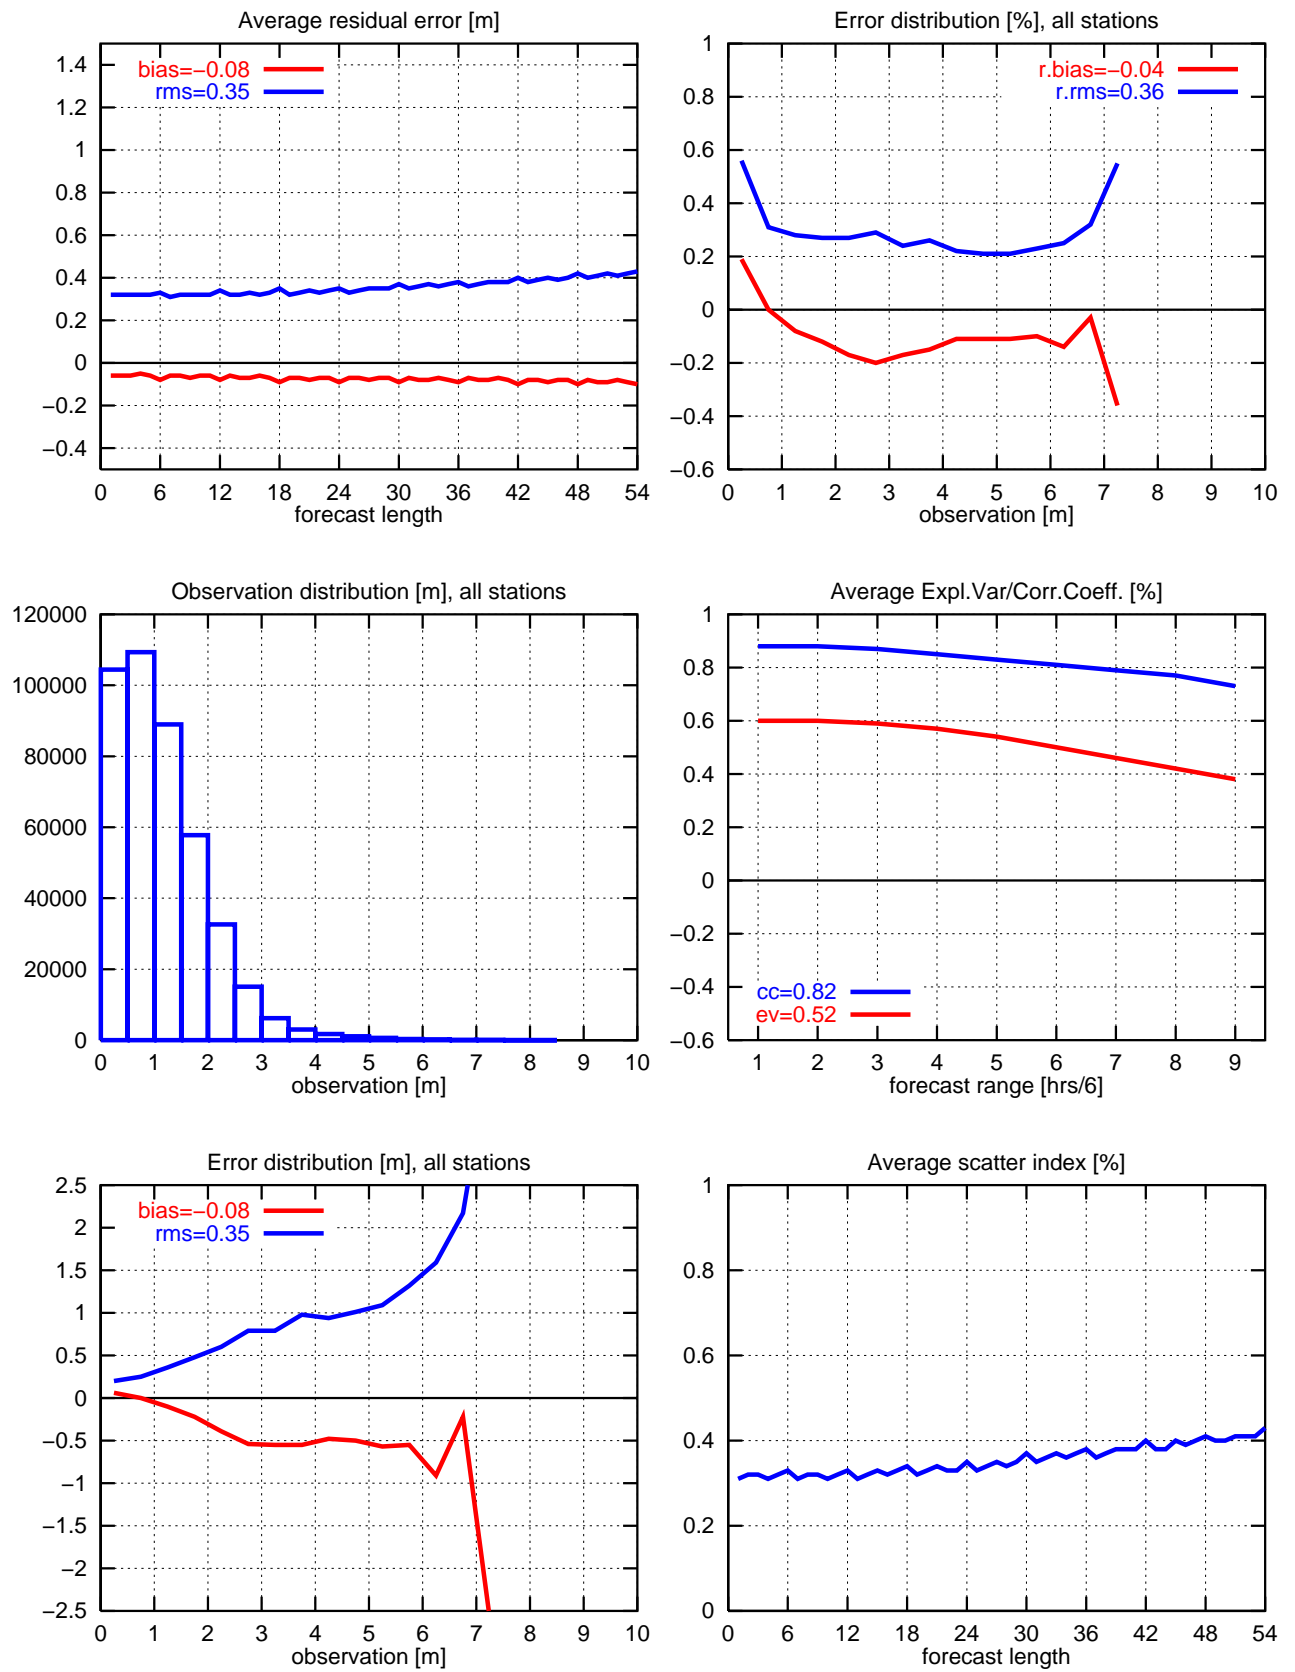 Average residual error [m]
bias=−0.08
rms=0.35
1.4
1.2
1
0.8
0.6
0.4
0.2
0
−0.2
−0.4
0 6 12 18 24 30 36 42 48 54
forecast length
Error distribution [%], all stations
r.bias=−0.04
r.rms=0.36
1
0.8
0.6
0.4
0.2
0
−0.2
−0.4
−0.6
0 1 2 3 4 5 6 7 8 9 10
observation [m]
Observation distribution [m], all stations
120000
100000
80000
60000
40000
20000
0
0 1 2 3 4 5 6 7 8 9 10
observation [m]
Average Expl.Var/Corr.Coeff. [%]
1
0.8
0.6
0.4
0.2
0
−0.2
−0.4
−0.6
cc=0.82
ev=0.52
1 2 3 4 5 6 7 8 9
forecast range [hrs/6]
Error distribution [m], all stations
bias=−0.08
rms=0.35
2.5
2
1.5
1
0.5
0
−0.5
−1
−1.5
−2
−2.5
0 1 2 3 4 5 6 7 8 9 10
observation [m]
Average scatter index [%]
1
0.8
0.6
0.4
0.2
0
0 6 12 18 24 30 36 42 48 54
forecast length